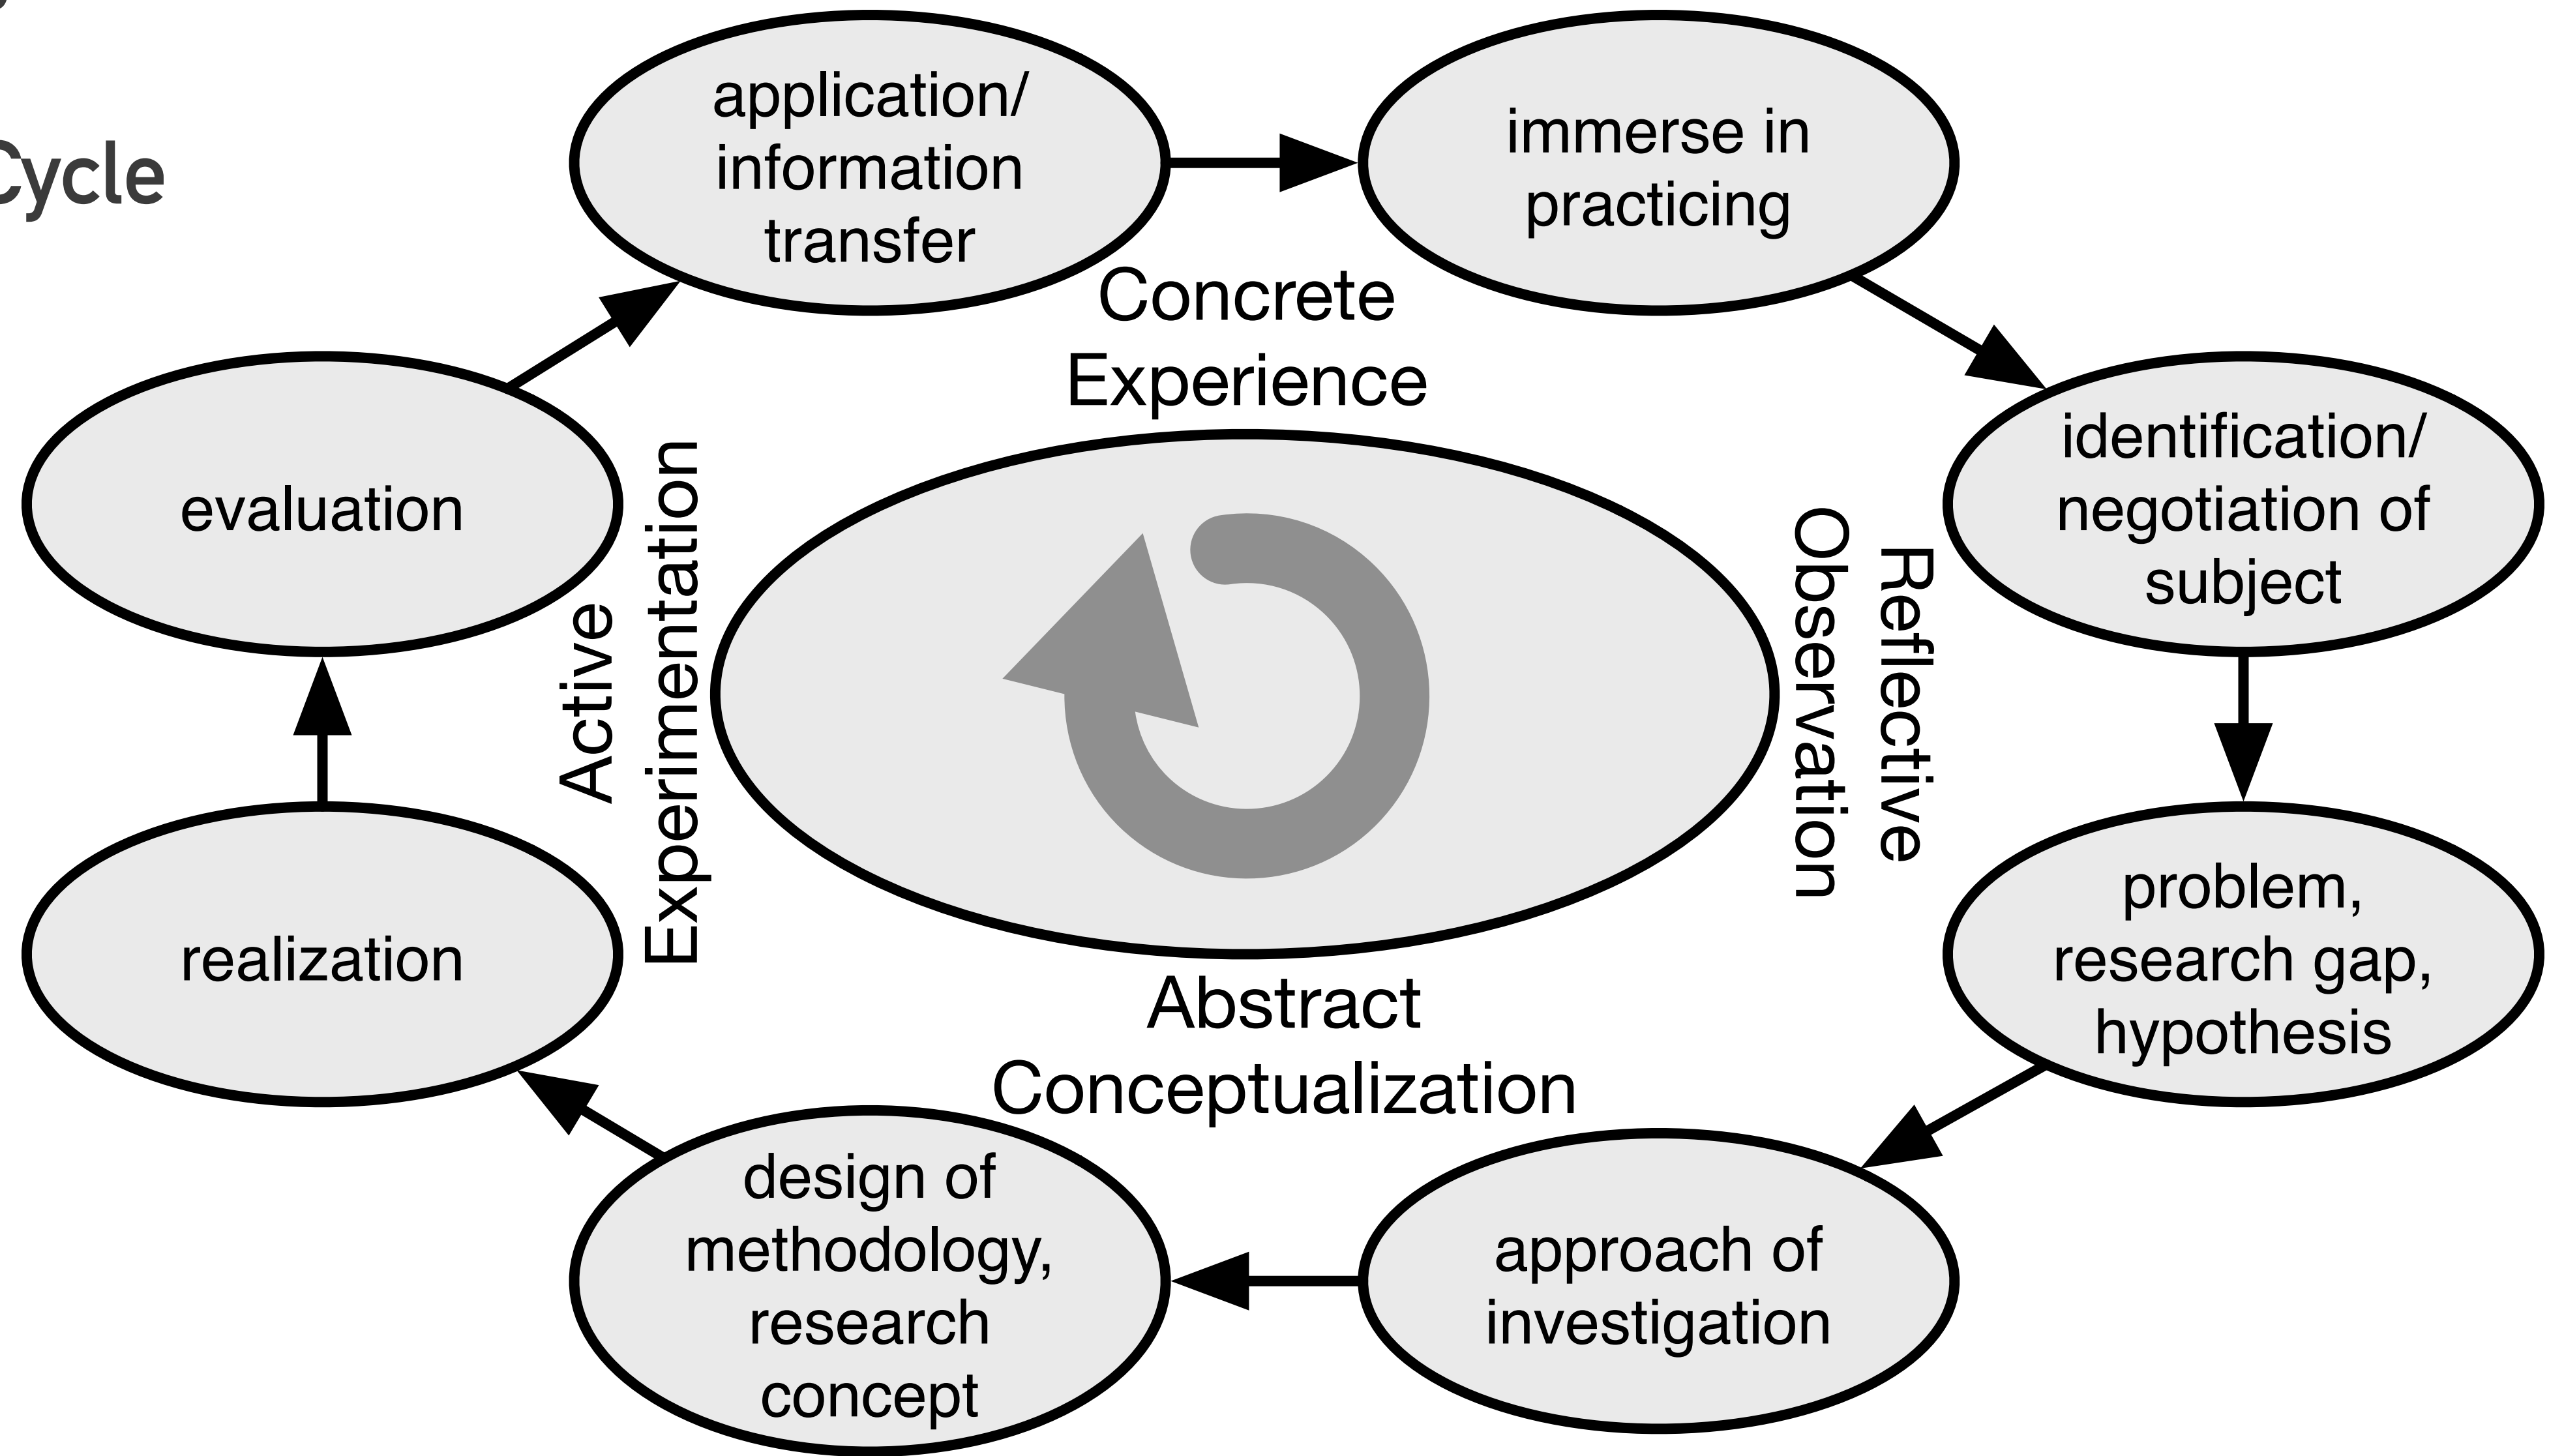 Cycle
application/
information
transfer
immerse in
practicing
Concrete
Experience
identification/
negotiation of
subject
evaluation
Active
Experimentation
Reflective
Observation
problem,
research gap,
hypothesis
realization
Abstract
Conceptualization
design of
methodology,
research
concept
approach of
investigation